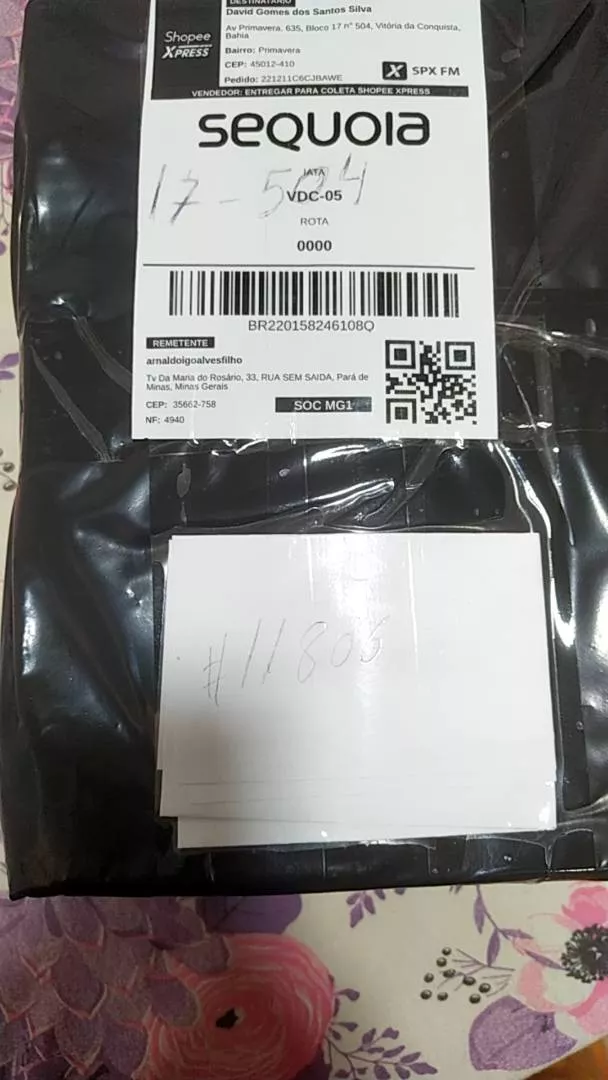 DESTINATÁRIO
David Gomes dos Santos Silva
Av Primavera, 635, Bloco 17 n° 504, Vitória da Conquista,
Bahia
Bairro: Primavera
CEP: 45012-410
Pedido: 221211C6CJBAWE
Shopee
XPRESS
X SPX FM
VENDEDOR: ENTREGAR PARA COLETA SHOPEE XPRESS
sequoia
IATA
17-504
VDC-05
ROTA
0000
BR220158246108Q
REMETENTE
arnaldoigoalvesfilho
Tv Da Maria do Rosário, 33, RUA SEM SAIDA, Pará de
Minas, Minas Gerais
CEP: 35662-758
SOC MG1
NF: 4940
#11805